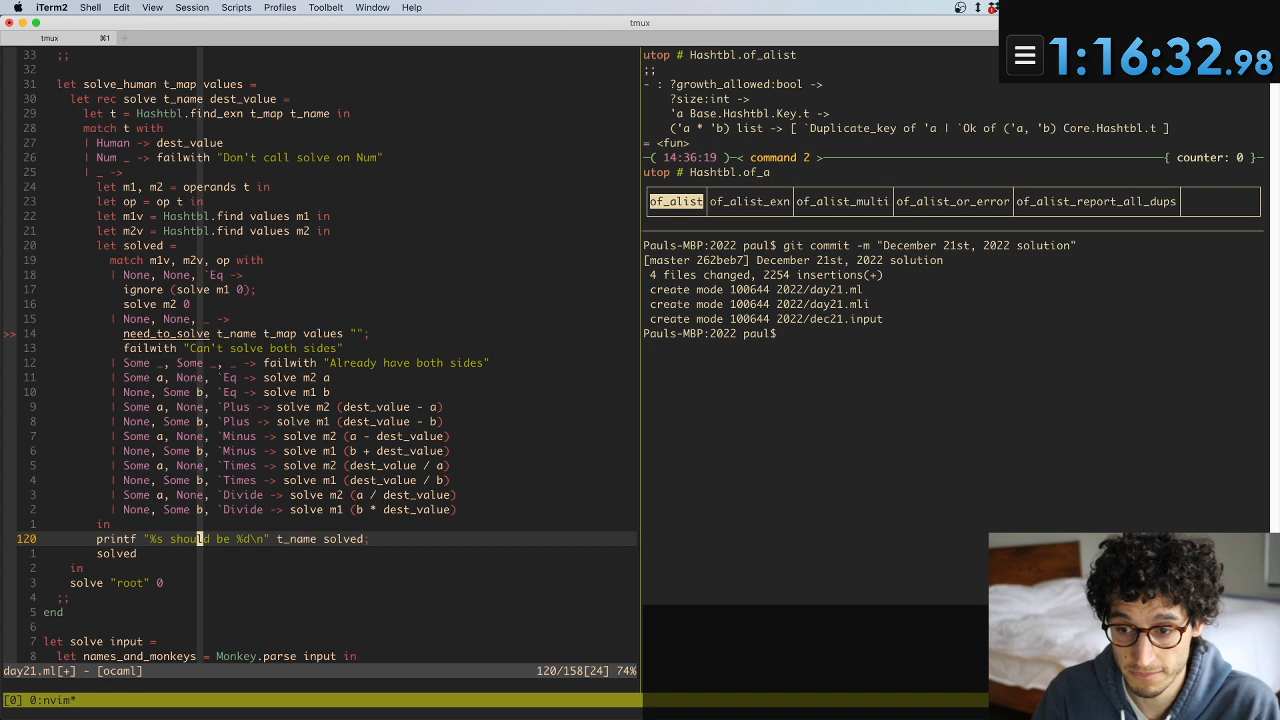 iTerm2 Shell Edit View Session Scripts Profiles Toolbelt Window Help
tmux
tmux ⌘1 +
1:16:32.98
33 ;;
32
31 let solve_human t_map values =
30 let rec solve t_name dest_value =
29 let t = Hashtbl.find_exn t_map t_name in
28 match t with
27 | Human -> dest_value
26 | Num _ -> failwith "Don't call solve on Num"
25 | _ ->
24 let m1, m2 = operands t in
23 let op = op t in
22 let m1v = Hashtbl.find values m1 in
21 let m2v = Hashtbl.find values m2 in
20 let solved =
19 match m1v, m2v, op with
18 | None, None, `Eq ->
17 ignore (solve m1 0);
16 solve m2 0
15 | None, None, _ ->
>> 14 need_to_solve t_name t_map values "";
13 failwith "Can't solve both sides"
12 | Some _, Some _, _ -> failwith "Already have both sides"
11 | Some a, None, `Eq -> solve m2 a
10 | None, Some b, `Eq -> solve m1 b
9 | Some a, None, `Plus -> solve m2 (dest_value - a)
8 | None, Some b, `Plus -> solve m1 (dest_value - b)
7 | Some a, None, `Minus -> solve m2 (a - dest_value)
6 | None, Some b, `Minus -> solve m1 (b + dest_value)
5 | Some a, None, `Times -> solve m2 (dest_value / a)
4 | None, Some b, `Times -> solve m1 (dest_value / b)
3 | Some a, None, `Divide -> solve m2 (a / dest_value)
2 | None, Some b, `Divide -> solve m1 (b * dest_value)
1 in
120 printf "%s should be %d\n" t_name solved;
1 solved
2 in
3 solve "root" 0
4 ;;
5 end
6
7 let solve input =
8 let names_and_monkeys = Monkey.parse input in
day21.ml[+] - [ocaml] 120/158[24] 74%
[0] 0:nvim*
utop # Hashtbl.of_alist
;;
- : ?growth_allowed:bool ->
?size:int ->
'a Base.Hashtbl.Key.t ->
('a * 'b) list -> [ `Duplicate_key of 'a | `Ok of ('a, 'b) Core.Hashtbl.t ]
= <fun>
─( 14:36:19 )─< command 2 >─{ counter: 0 }─
utop # Hashtbl.of_a
of_alist of_alist_exn of_alist_multi of_alist_or_error of_alist_report_all_dups
Pauls-MBP:2022 paul$ git commit -m "December 21st, 2022 solution"
[master 262beb7] December 21st, 2022 solution
4 files changed, 2254 insertions(+)
create mode 100644 2022/day21.ml
create mode 100644 2022/day21.mli
create mode 100644 2022/dec21.input
Pauls-MBP:2022 paul$